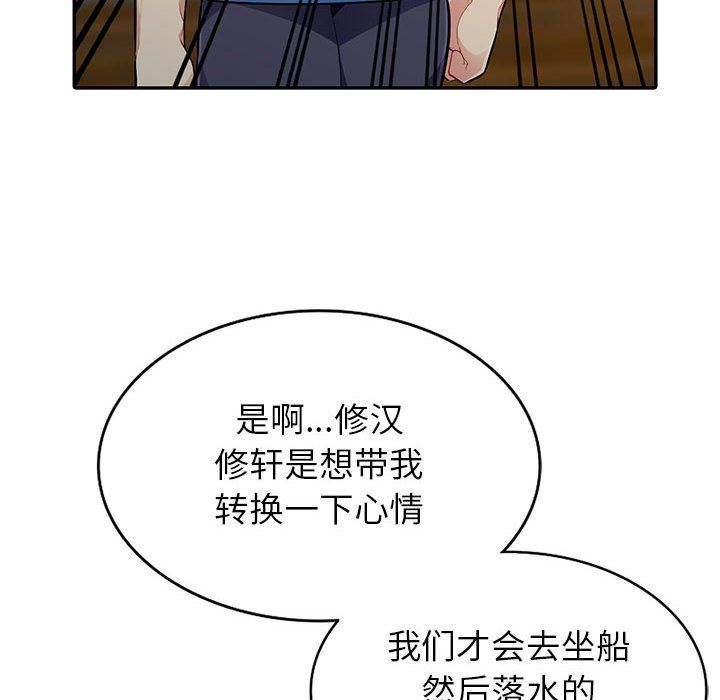 是啊...修汉
修轩是想带我
转换一下心情
我们才会去坐船
然后落水的